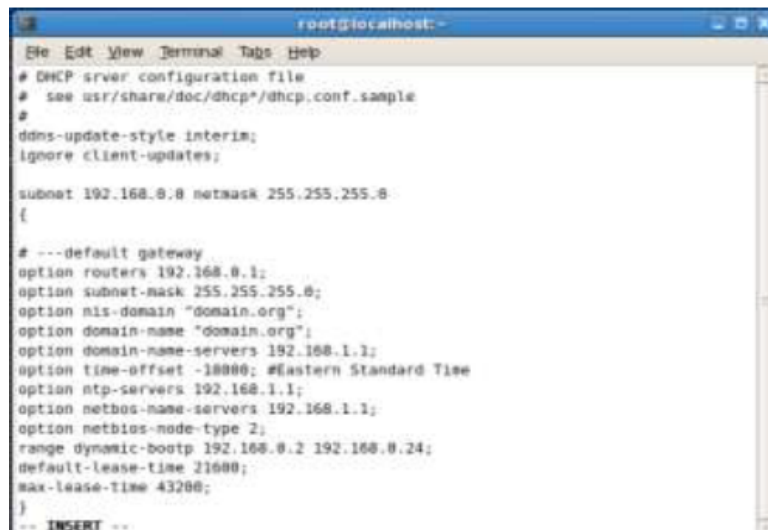 root@localhost:~
File Edit View Terminal Tabs Help
# DHCP srver configuration file
#  see usr/share/doc/dhcp*/dhcp.conf.sample
#
ddns-update-style interim;
ignore client-updates;
subnet 192.168.0.0 netmask 255.255.255.0
{
# ---default gateway
option routers 192.168.0.1;
option subnet-mask 255.255.255.0;
option nis-domain "domain.org";
option domain-name "domain.org";
option domain-name-servers 192.168.1.1;
option time-offset -18000; #Eastern Standard Time
option ntp-servers 192.168.1.1;
option netbos-name-servers 192.168.1.1;
option netbios-node-type 2;
range dynamic-bootp 192.168.0.2 192.168.0.24;
default-lease-time 21600;
max-lease-time 43200;
}
-- INSERT --